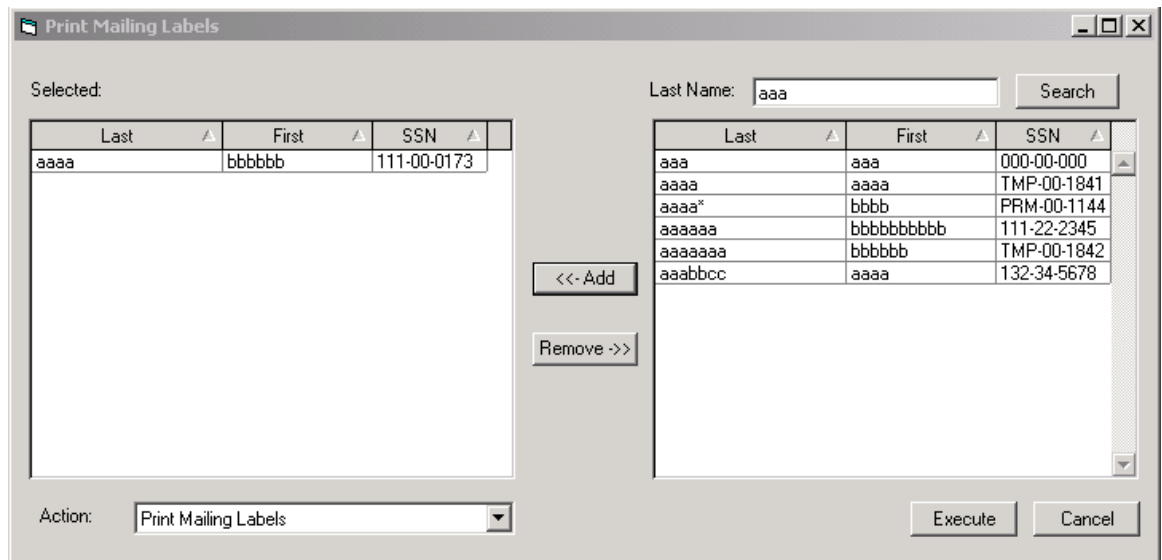 Print Mailing Labels
Selected:
Last Name: aaa Search
Last First SSN
aaaa bbbbbb 111-00-0173
Last First SSN
aaa aaa 000-00-000
aaaa aaaa TMP-00-1841
aaaa* bbbb PRM-00-1144
aaaaaa bbbbbbbbbb 111-22-2345
aaaaaaa bbbbbb TMP-00-1842
aaabbcc aaaa 132-34-5678
<<- Add
Remove ->>
Action: Print Mailing Labels
Execute Cancel